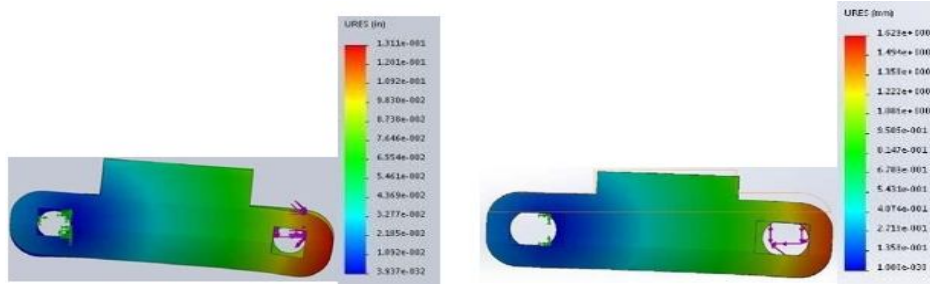 URES (in)
1.311e-001
1.201e-001
1.092e-001
9.830e-002
8.738e-002
7.646e-002
6.554e-002
5.461e-002
4.369e-002
3.277e-002
2.185e-002
1.092e-002
3.937e-032
URES (mm)
1.629e+000
1.494e+000
1.358e+000
1.222e+000
1.086e+000
9.505e-001
8.147e-001
6.789e-001
5.431e-001
4.074e-001
2.715e-001
1.358e-001
1.000e-030